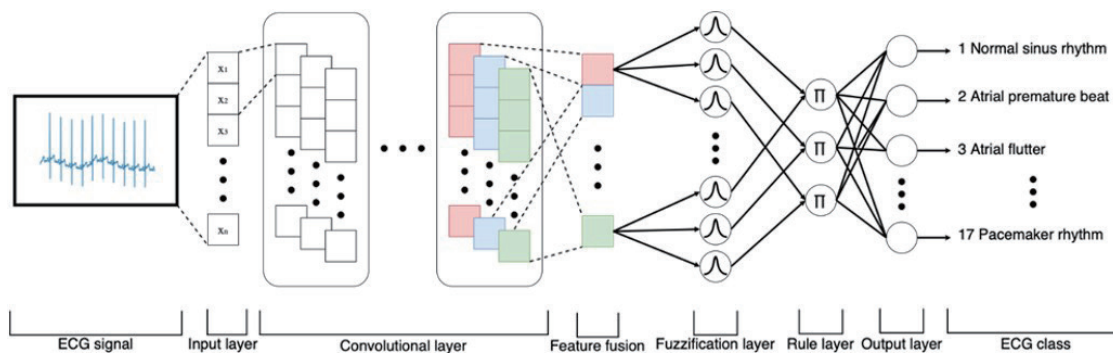 x₁
x₂
x₃
xₙ
Π
Π
Π
1 Normal sinus rhythm
2 Atrial premature beat
3 Atrial flutter
17 Pacemaker rhythm
ECG signal
Input layer
Convolutional layer
Feature fusion
Fuzzification layer
Rule layer
Output layer
ECG class